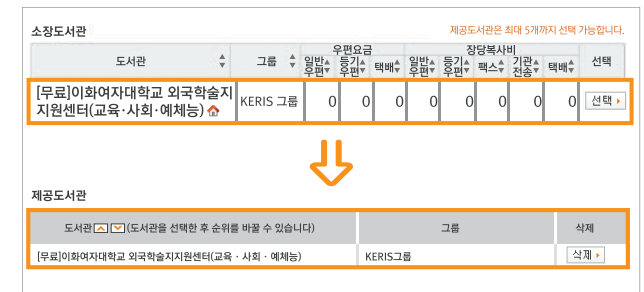 소장도서관
제공도서관은 최대 5개까지 선택 가능합니다.
도서관 그룹 우편요금 장당복사비 선택
일반우편 등기우편 택배 일반우편 등기우편 팩스 기관전송 택배
[무료]이화여자대학교 외국학술지
지원센터(교육·사회·예체능)
KERIS 그룹 0 0 0 0 0 0 0 0 선택
제공도서관
도서관 (도서관을 선택한 후 순위를 바꿀 수 있습니다) 그룹 삭제
[무료]이화여자대학교 외국학술지지원센터(교육 · 사회 · 예체능) KERIS그룹 삭제